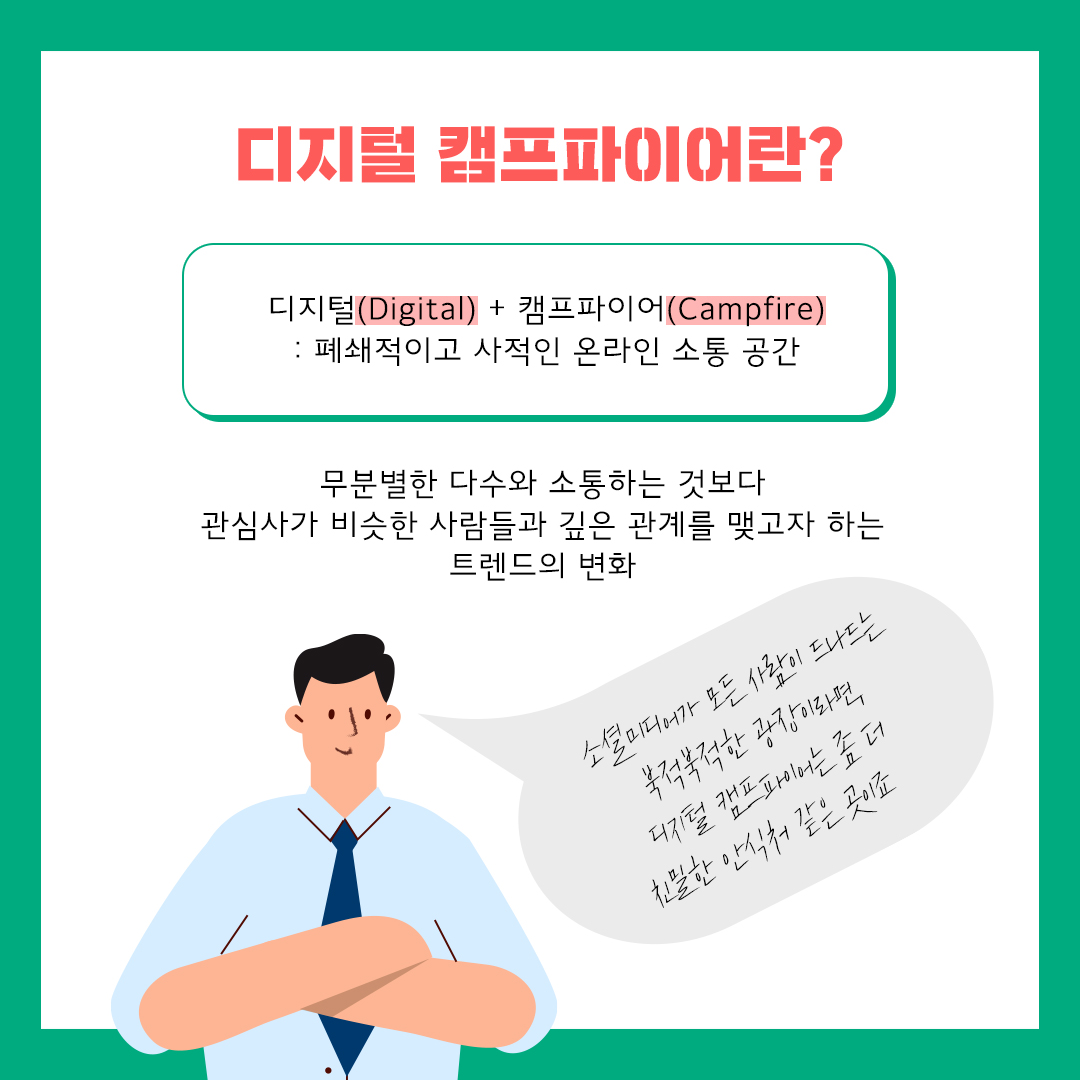 디지털 캠프파이어란?
디지털(Digital) + 캠프파이어(Campfire)
: 폐쇄적이고 사적인 온라인 소통 공간
무분별한 다수와 소통하는 것보다
관심사가 비슷한 사람들과 깊은 관계를 맺고자 하는
트렌드의 변화
소셜미디어가 모든 사람이 드나드는
북적북적한 광장이라면
디지털 캠프파이어는 좀 더
친밀한 안식처 같은 곳이죠